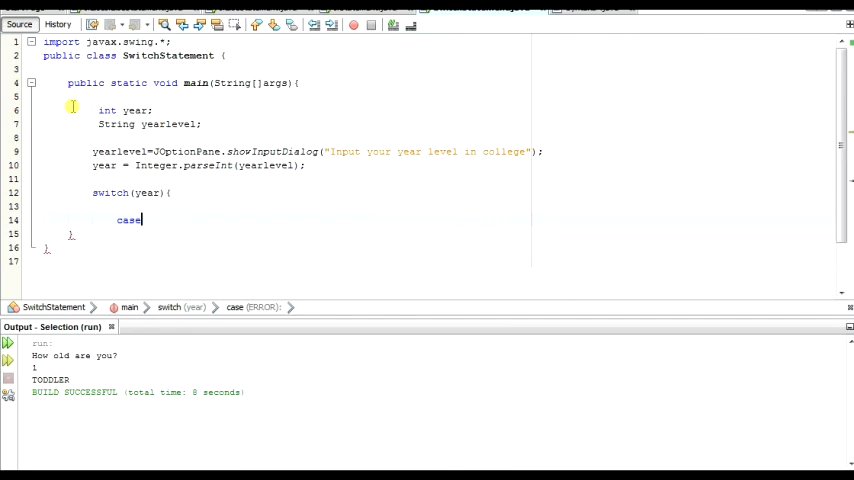 Source History
1 import javax.swing.*;
2 public class SwitchStatement {
3
4 public static void main(String[]args){
5
6 int year;
7 String yearlevel;
8
9 yearlevel=JOptionPane.showInputDialog("Input your year level in college");
10 year = Integer.parseInt(yearlevel);
11
12 switch(year){
13
14 case
15 }
16 }
17
SwitchStatement main switch (year) case (ERROR):
Output - Selection (run)
run:
How old are you?
1
TODDLER
BUILD SUCCESSFUL (total time: 8 seconds)